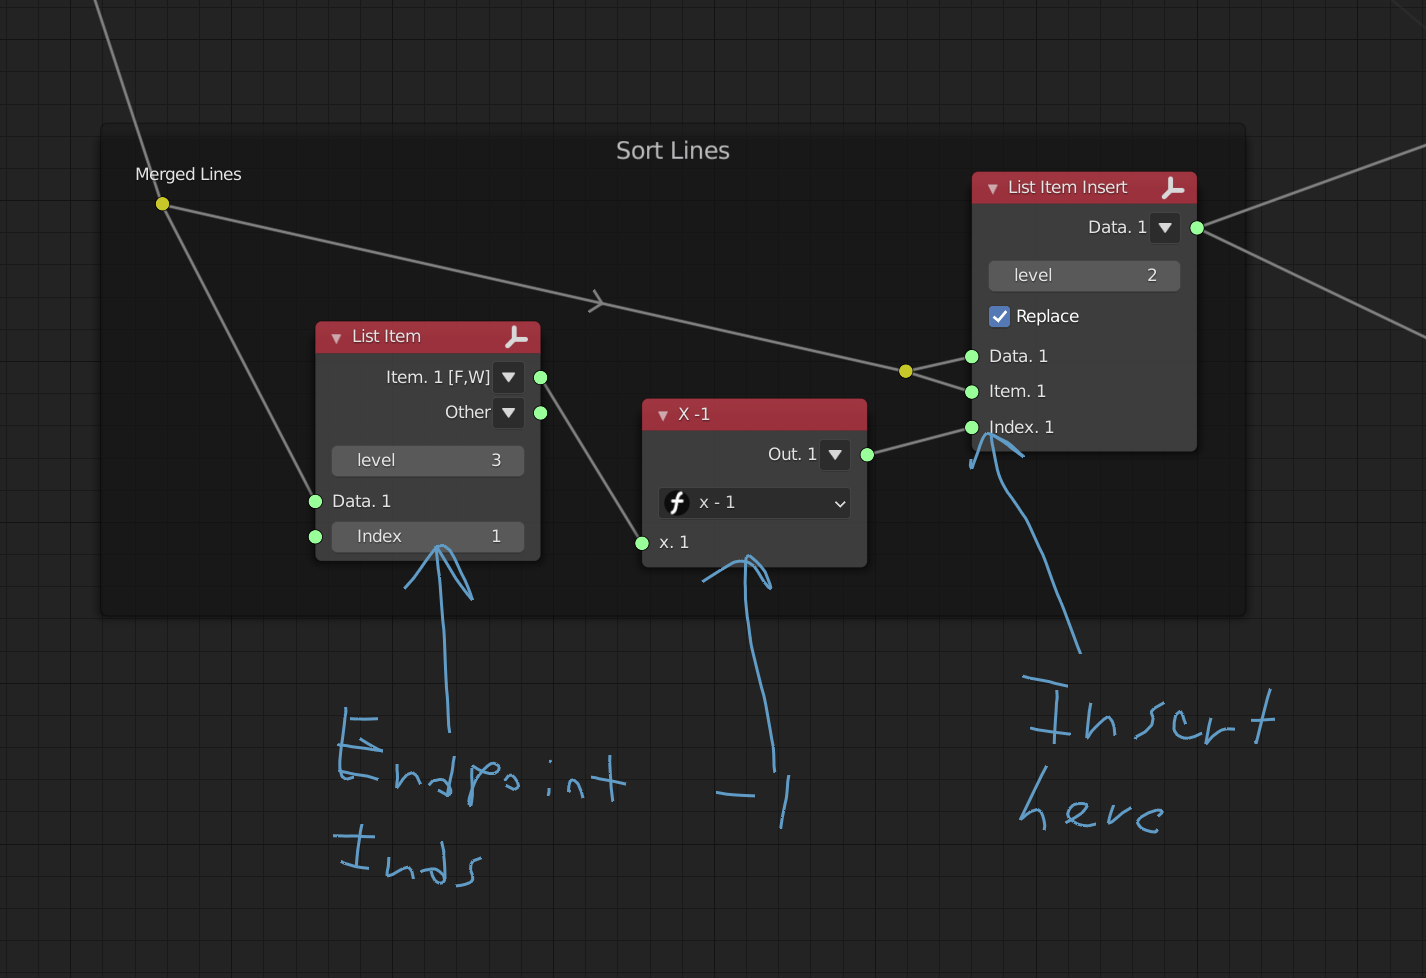 Sort Lines
Merged Lines
List Item
Item. 1 [F,W]
Other
level 3
Data. 1
Index 1
X -1
Out. 1
x - 1
x. 1
List Item Insert
Data. 1
level 2
Replace
Data. 1
Item. 1
Index. 1
Endpoint
Inds
-1
Insert
here